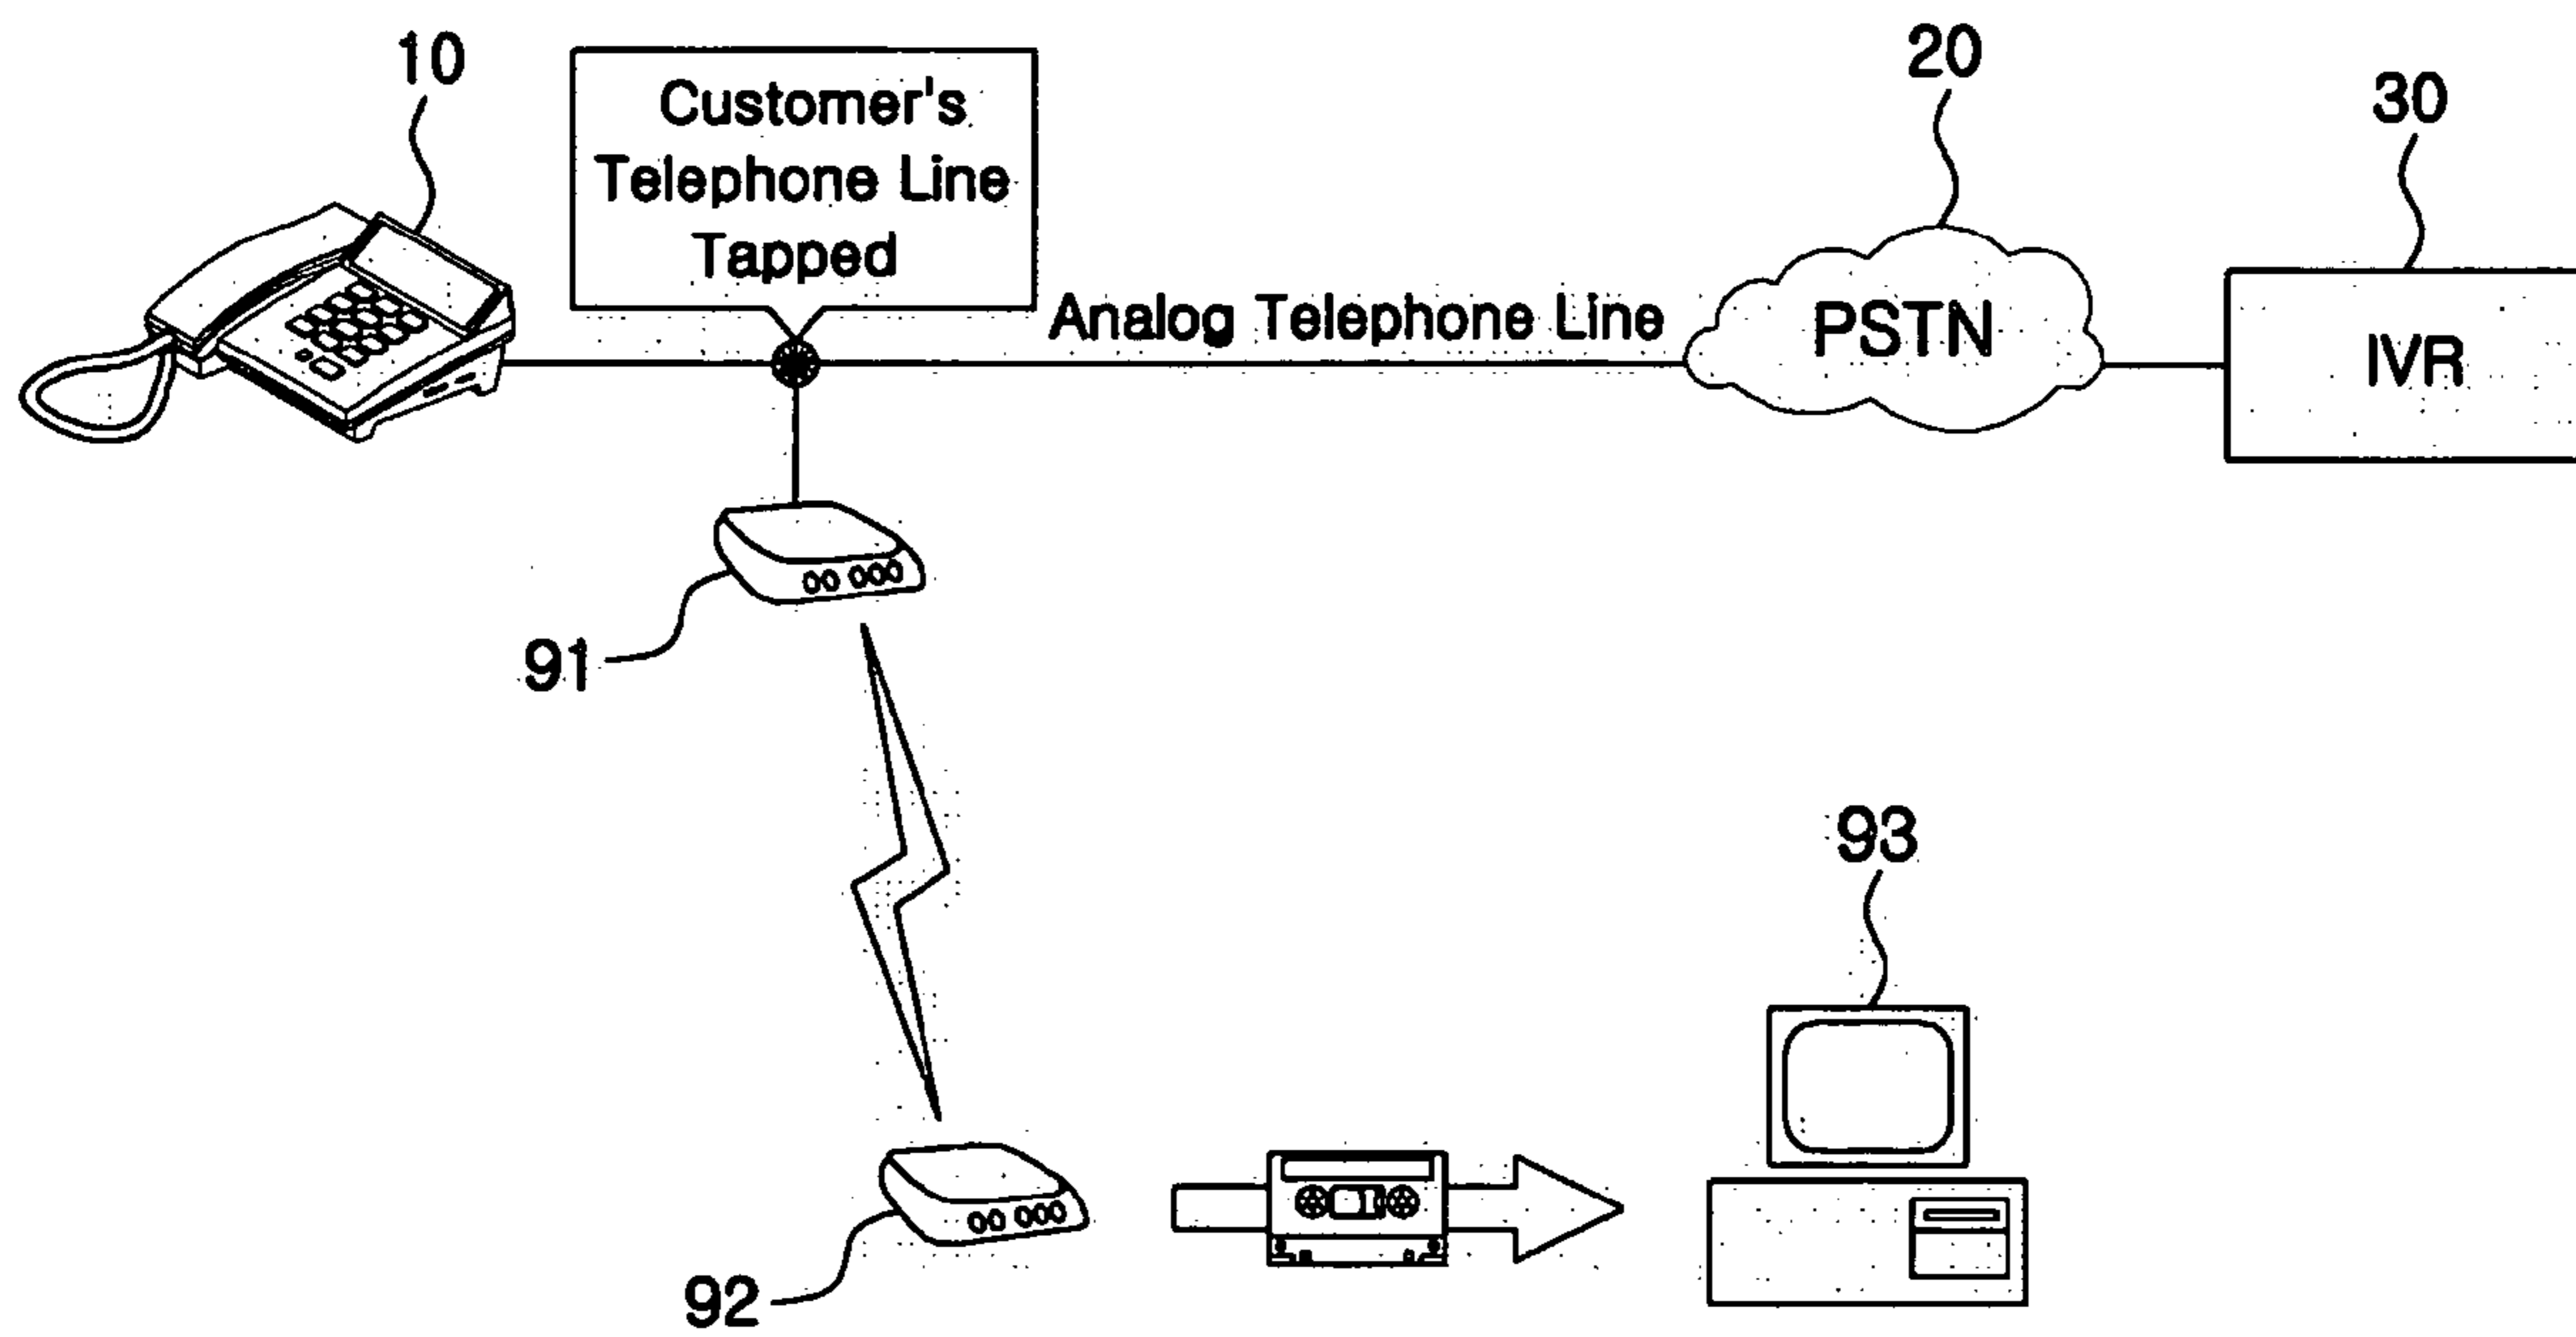 10
20
30
Customer's
Telephone Line
Tapped
Analog Telephone Line
PSTN
IVR
91
93
92